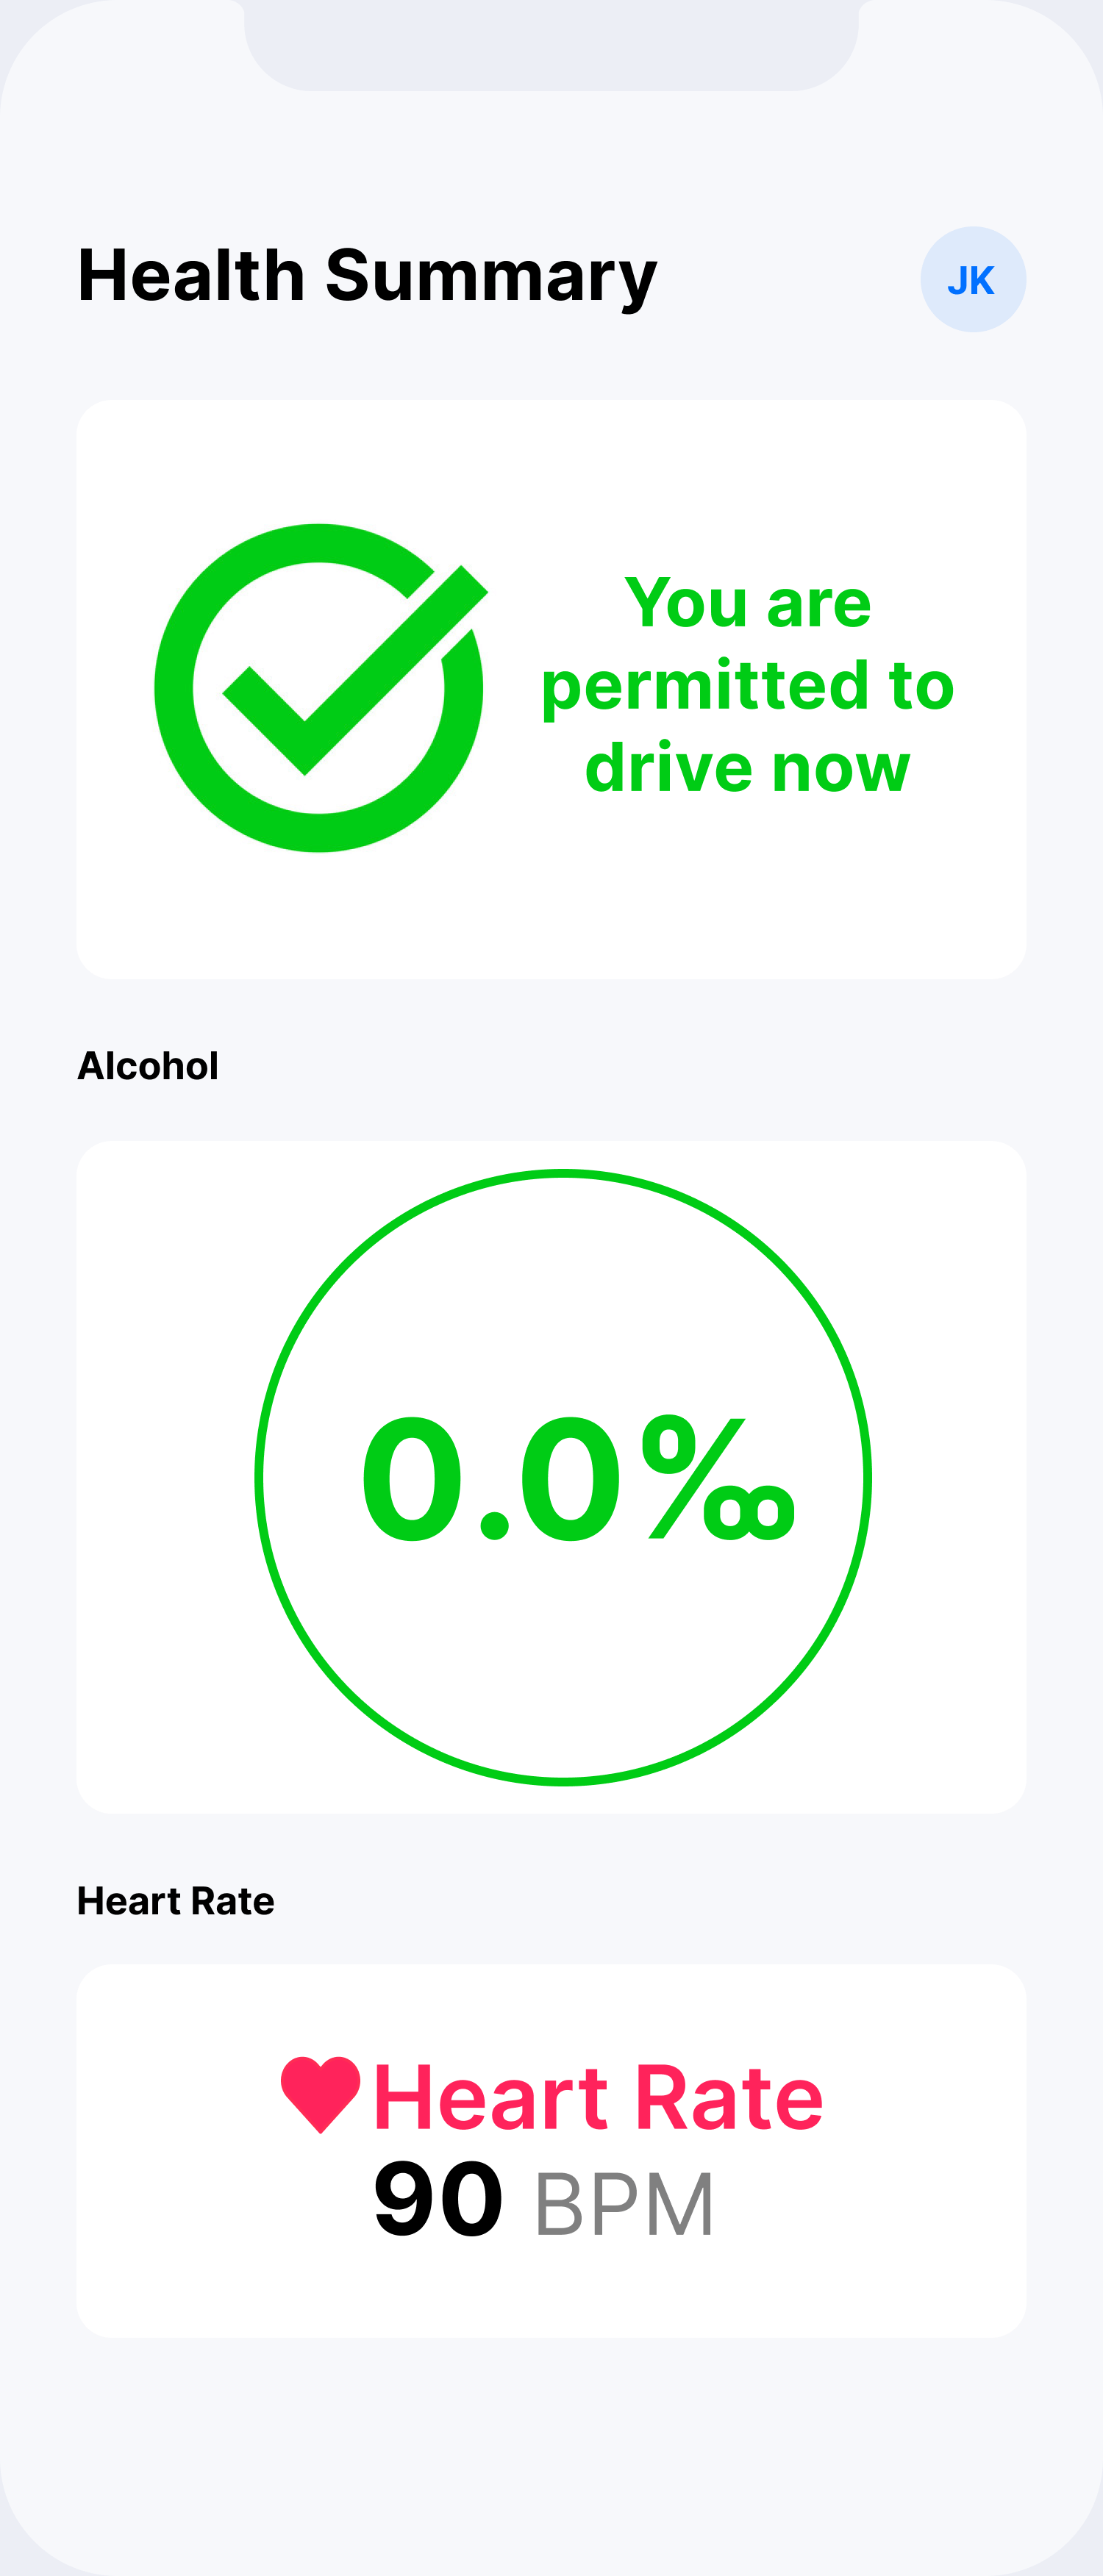 Health Summary
JK
You are
permitted to
drive now
Alcohol
0.0‰
Heart Rate
Heart Rate
90 BPM